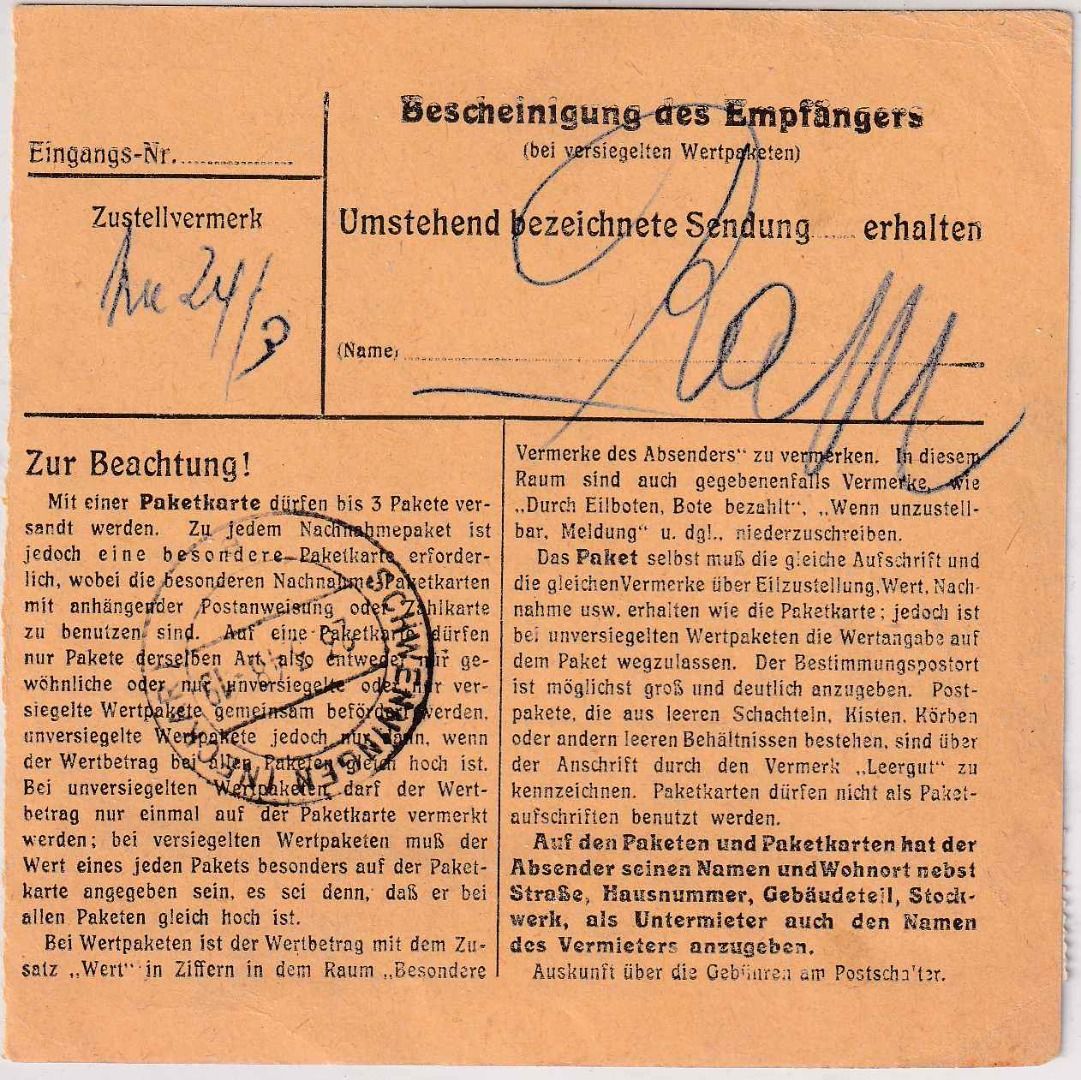 Bescheinigung des Empfängers
(bei versiegelten Wertpaketen)
Eingangs-Nr.
Zustellvermerk
Umstehend bezeichnete Sendung erhalten
24/3
(Name)
Zur Beachtung!
Mit einer Paketkarte dürfen bis 3 Pakete ver-
sandt werden. Zu jedem Nachnahmepaket ist
jedoch eine besondere Paketkarte erforder-
lich, wobei die besonderen Nachnahme-Paketkarten
mit anhängender Postanweisung oder Zahlkarte
zu benutzen sind. Auf eine Paketkarte dürfen
nur Pakete derselben Art, also entweder nur ge-
wöhnliche oder nur unversiegelte oder nur ver-
siegelte Wertpakete gemeinsam befördert werden,
unversiegelte Wertpakete jedoch nur dann, wenn
der Wertbetrag bei allen Paketen gleich hoch ist.
Bei unversiegelten Wertpaketen darf der Wert-
betrag nur einmal auf der Paketkarte vermerkt
werden; bei versiegelten Wertpaketen muß der
Wert eines jeden Pakets besonders auf der Paket-
karte angegeben sein, es sei denn, daß er bei
allen Paketen gleich hoch ist.
Bei Wertpaketen ist der Wertbetrag mit dem Zu-
satz „Wert" in Ziffern in dem Raum „Besondere
Vermerke des Absenders" zu vermerken. In diesem
Raum sind auch gegebenenfalls Vermerke, wie
„Durch Eilboten, Bote bezahlt", „Wenn unzustell-
bar, Meldung" u. dgl., niederzuschreiben.
Das Paket selbst muß die gleiche Aufschrift und
die gleichen Vermerke über Eilzustellung, Wert, Nach-
nahme usw. erhalten wie die Paketkarte; jedoch ist
bei unversiegelten Wertpaketen die Wertangabe auf
dem Paket wegzulassen. Der Bestimmungspostort
ist möglichst groß und deutlich anzugeben. Post-
pakete, die aus leeren Schachteln, Kisten, Körben
oder andern leeren Behältnissen bestehen, sind über
der Anschrift durch den Vermerk „Leergut" zu
kennzeichnen. Paketkarten dürfen nicht als Paket-
aufschriften benutzt werden.
Auf den Paketen und Paketkarten hat der
Absender seinen Namen und Wohnort nebst
Straße, Hausnummer, Gebäudeteil, Stock-
werk, als Untermieter auch den Namen
des Vermieters anzugeben.
Auskunft über die Gebühren am Postschalter.
SCHWENNINGEN (NECKAR)